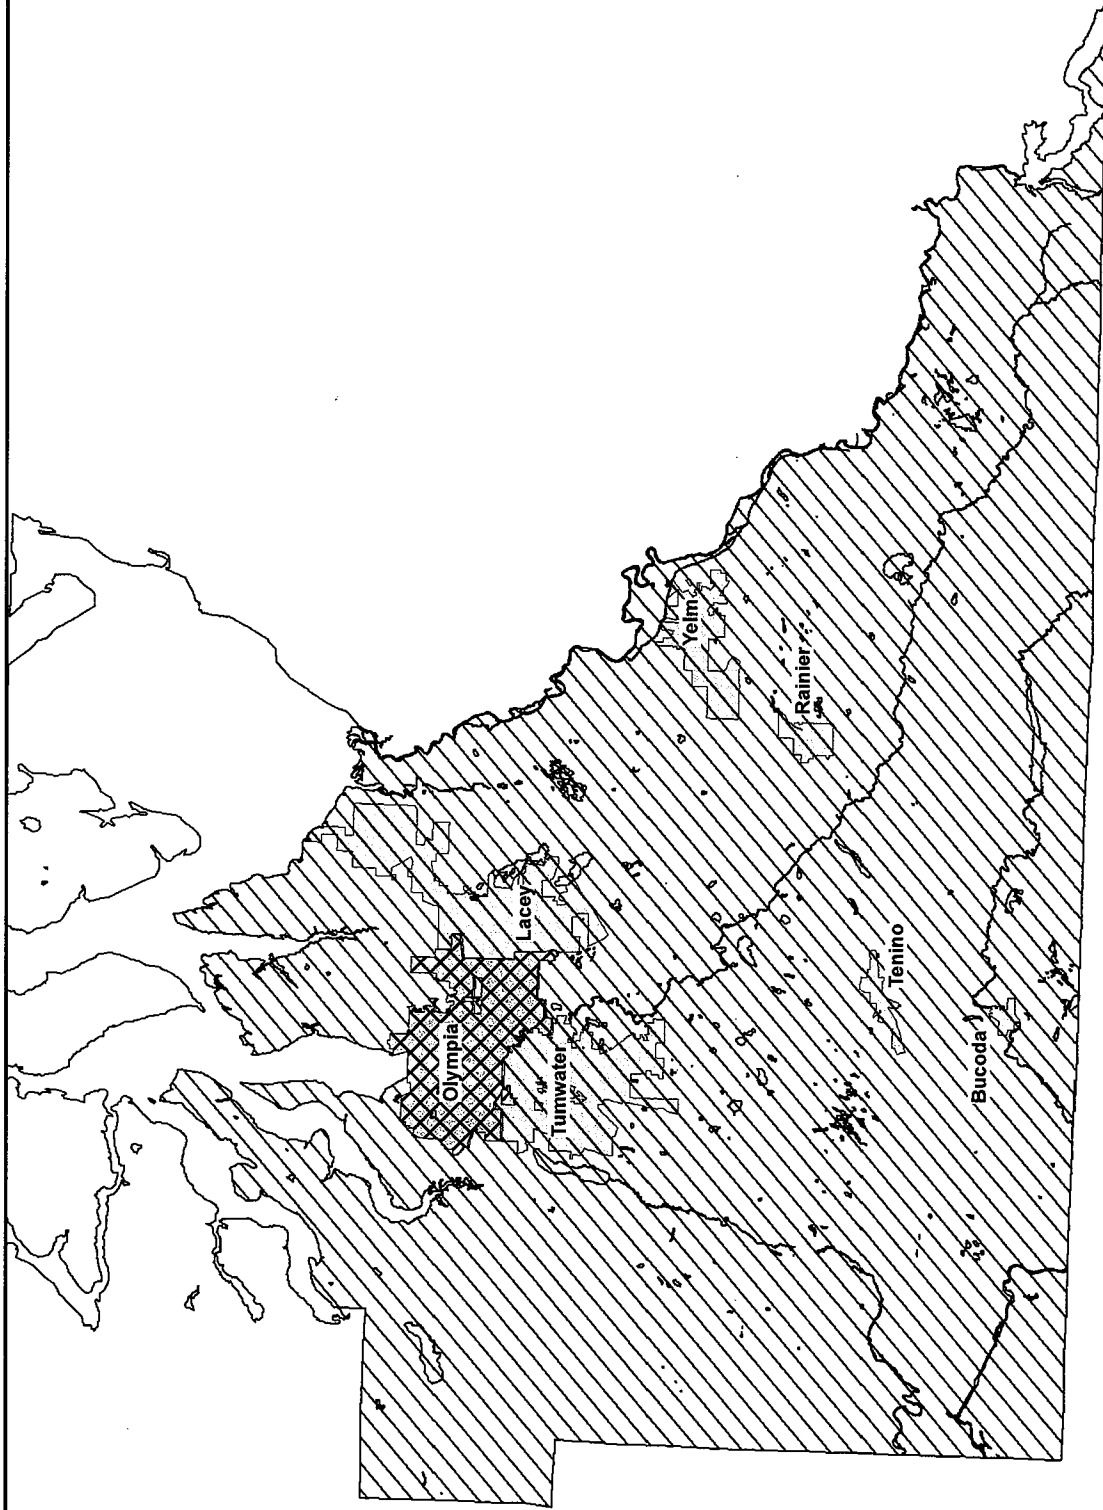 Olympia
Lacey
Tumwater
Yelm
Rainier
Tenino
Bucoda